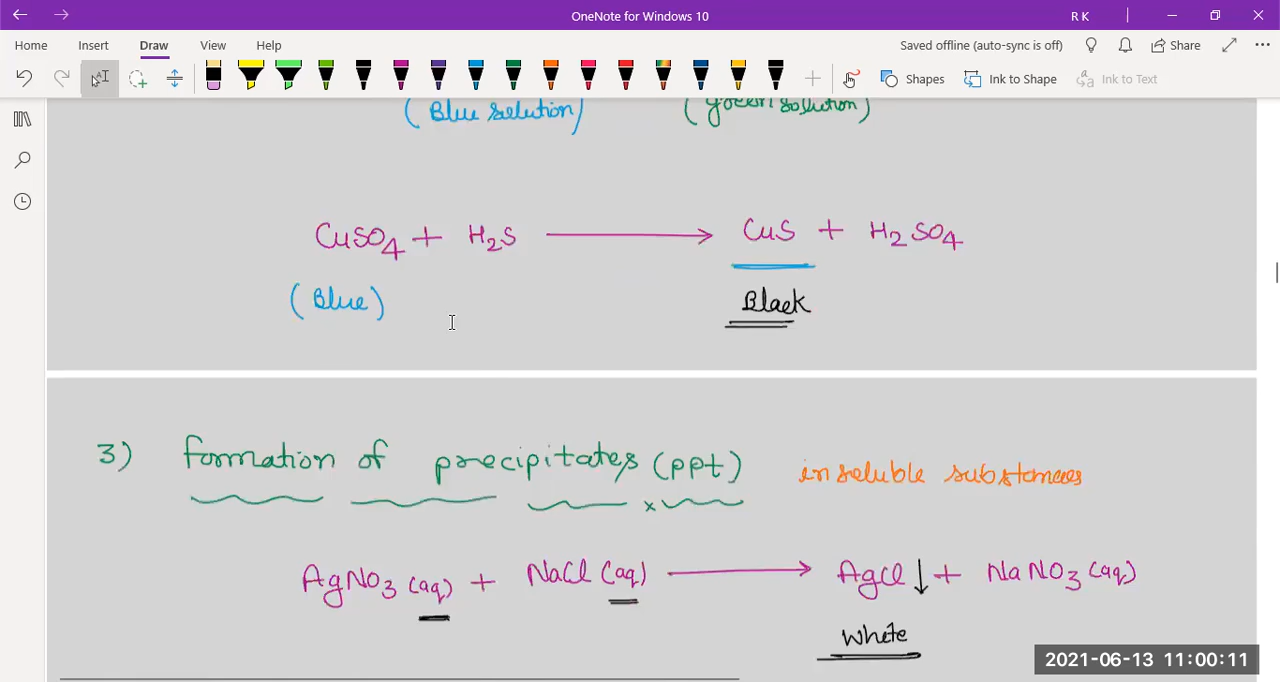 OneNote for Windows 10
R K
Home Insert Draw View Help
Saved offline (auto-sync is off) Share
Shapes Ink to Shape Ink to Text
(Blue solution) (green solution)
CuSO4 + H2S ⟶ CuS + H2SO4
(Blue) Black
3) formation of precipitates (ppt) insoluble substances
AgNO3 (aq) + NaCl (aq) ⟶ AgCl ↓ + NaNO3 (aq)
White
2021-06-13 11:00:11